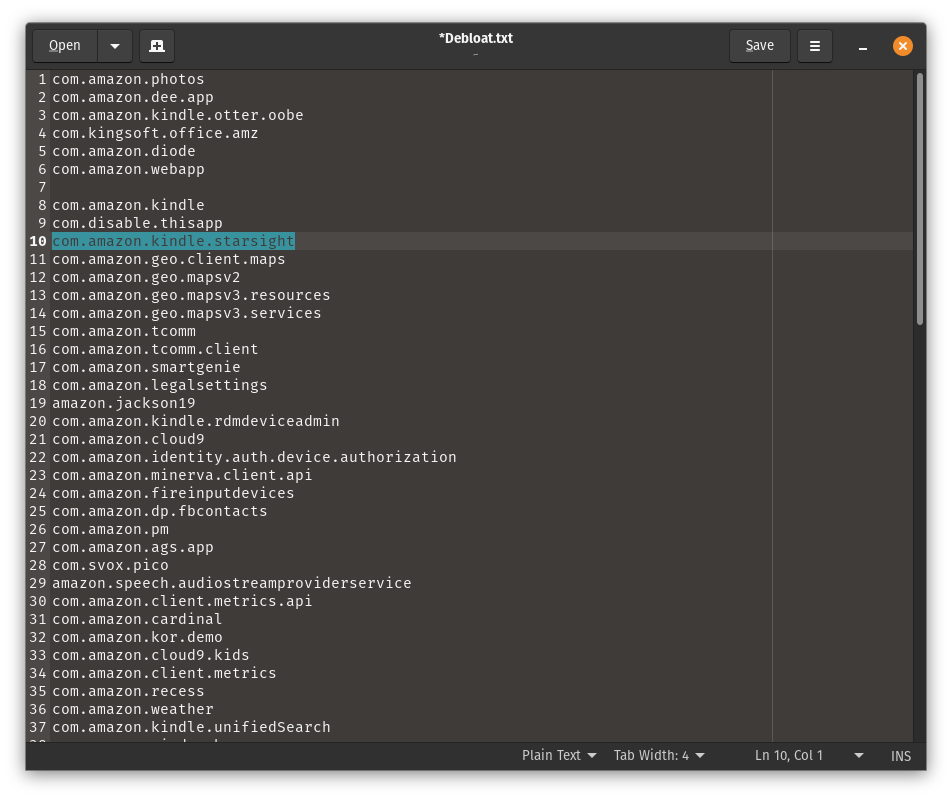 Open
*Debloat.txt
Save
1 com.amazon.photos
2 com.amazon.dee.app
3 com.amazon.kindle.otter.oobe
4 com.kingsoft.office.amz
5 com.amazon.diode
6 com.amazon.webapp
7
8 com.amazon.kindle
9 com.disable.thisapp
10 com.amazon.kindle.starsight
11 com.amazon.geo.client.maps
12 com.amazon.geo.mapsv2
13 com.amazon.geo.mapsv3.resources
14 com.amazon.geo.mapsv3.services
15 com.amazon.tcomm
16 com.amazon.tcomm.client
17 com.amazon.smartgenie
18 com.amazon.legalsettings
19 amazon.jackson19
20 com.amazon.kindle.rdmdeviceadmin
21 com.amazon.cloud9
22 com.amazon.identity.auth.device.authorization
23 com.amazon.minerva.client.api
24 com.amazon.fireinputdevices
25 com.amazon.dp.fbcontacts
26 com.amazon.pm
27 com.amazon.ags.app
28 com.svox.pico
29 amazon.speech.audiostreamproviderservice
30 com.amazon.client.metrics.api
31 com.amazon.cardinal
32 com.amazon.kor.demo
33 com.amazon.cloud9.kids
34 com.amazon.client.metrics
35 com.amazon.recess
36 com.amazon.weather
37 com.amazon.kindle.unifiedSearch
Plain Text Tab Width: 4 Ln 10, Col 1 INS